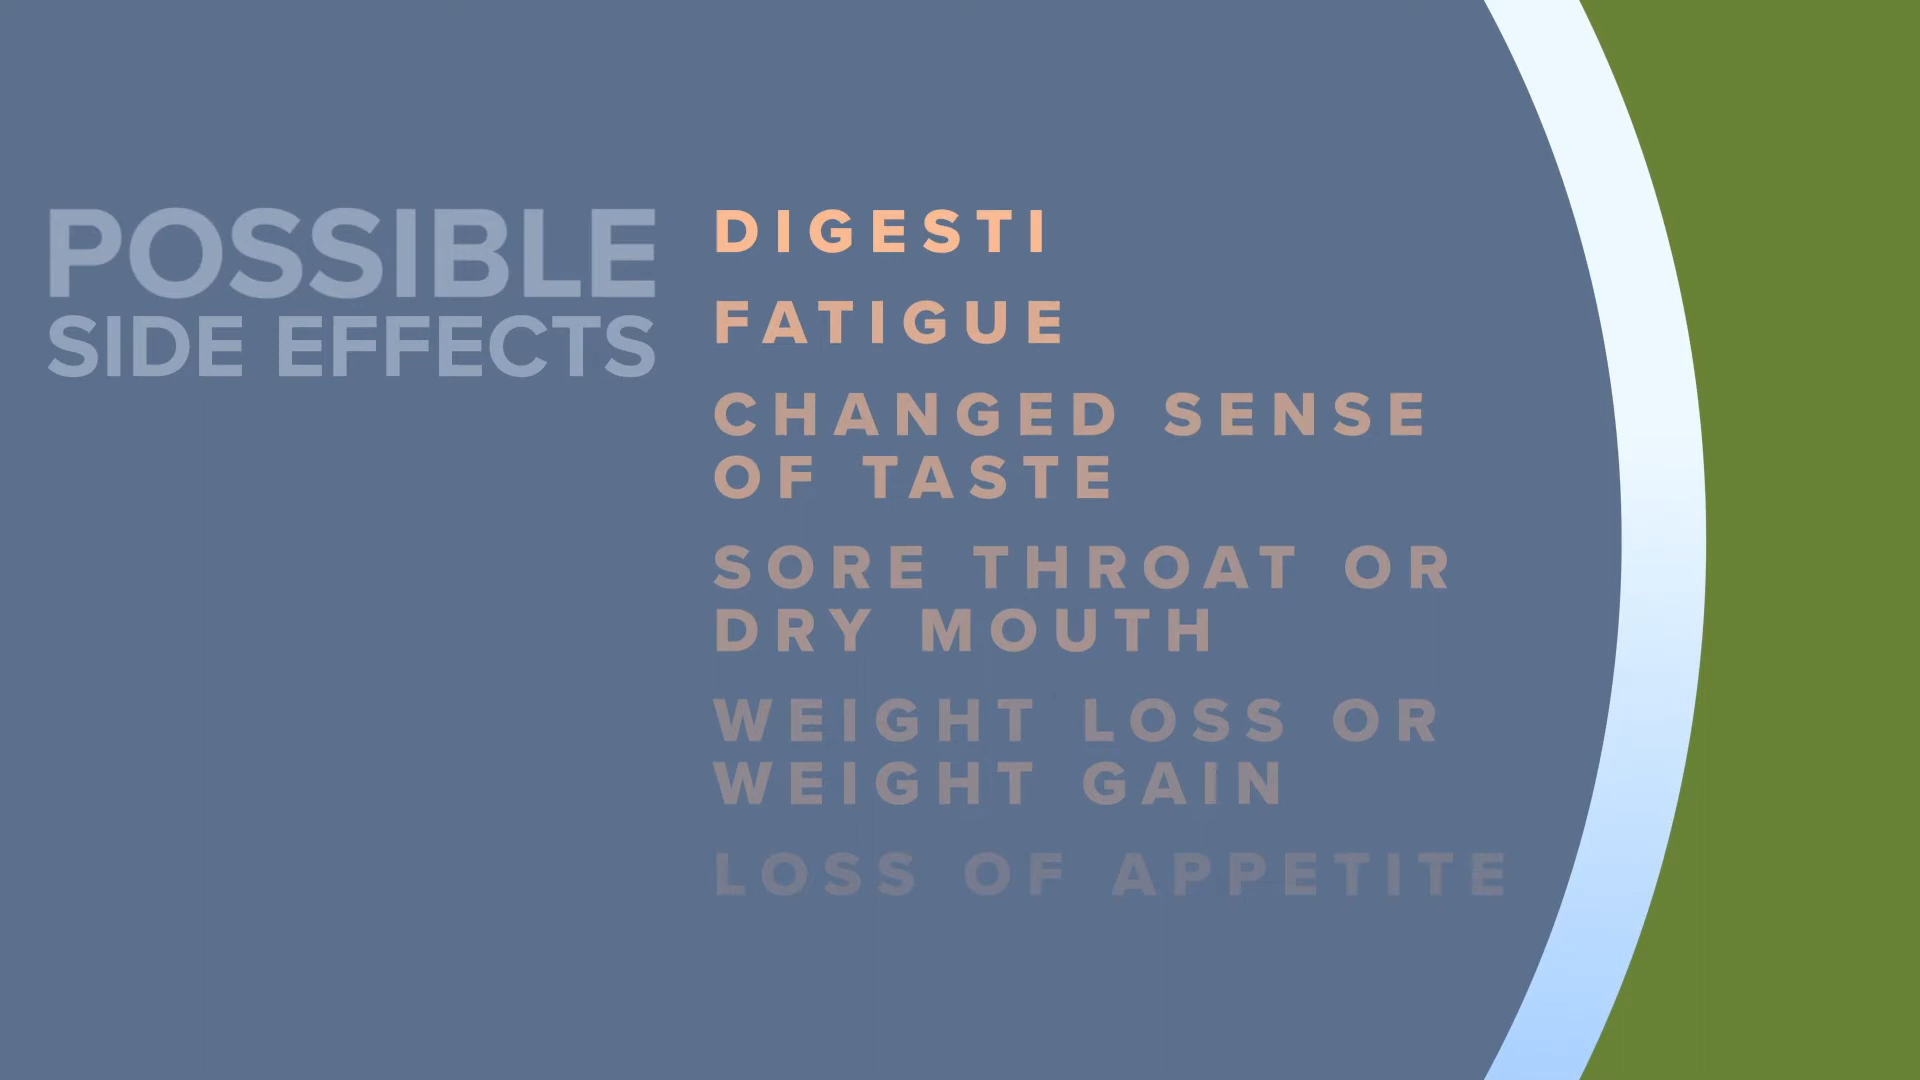 POSSIBLE
SIDE EFFECTS
DIGESTI
FATIGUE
CHANGED SENSE
OF TASTE
SORE THROAT OR
DRY MOUTH
WEIGHT LOSS OR
WEIGHT GAIN
LOSS OF APPETITE